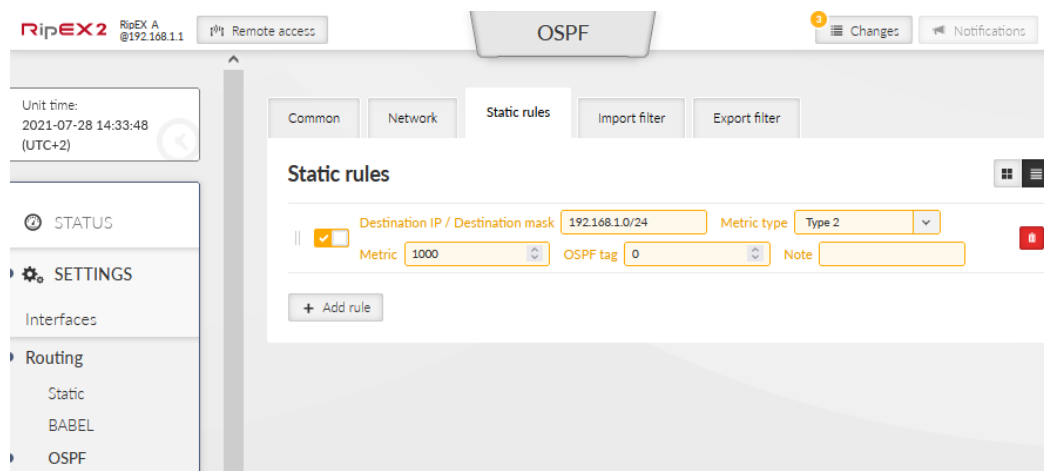 RipEX2 RipEX A @192.168.1.1 Remote access OSPF 3 Changes Notifications
Unit time:
2021-07-28 14:33:48
(UTC+2)
STATUS
SETTINGS
Interfaces
Routing
Static
BABEL
OSPF
Common Network Static rules Import filter Export filter
Static rules
Destination IP / Destination mask 192.168.1.0/24 Metric type Type 2
Metric 1000 OSPF tag 0 Note
+ Add rule